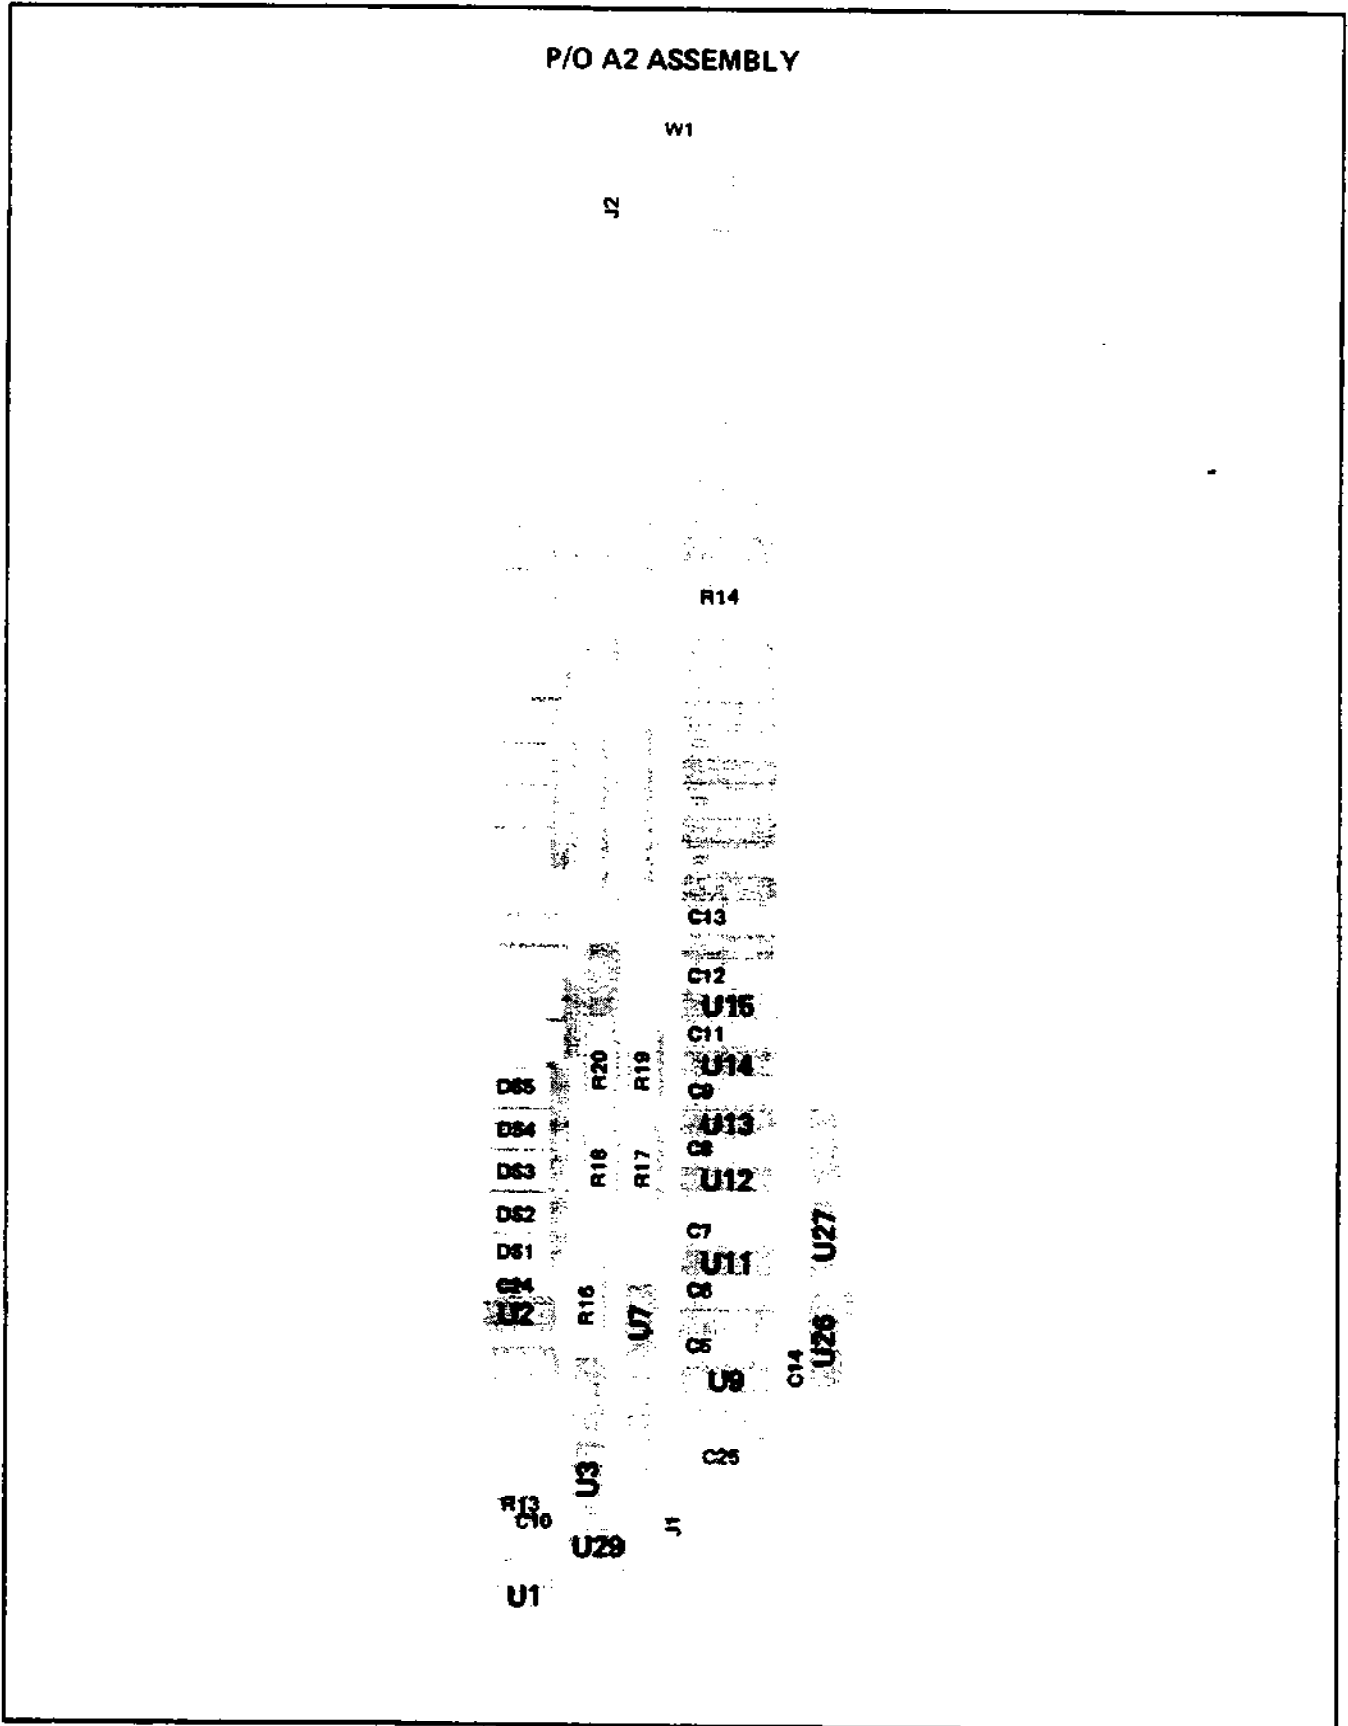 P/O A2 ASSEMBLY
W1
J2
R14
C13
C12
U15
C11
R20
R19
U14
DS5
C9
U13
DS4
C8
R18
R17
DS3
U12
DS2
C7
U27
DS1
U11
C24
C6
R16
U2
U7
U26
C5
C14
U9
C25
U3
R13
C10
J1
U29
U1